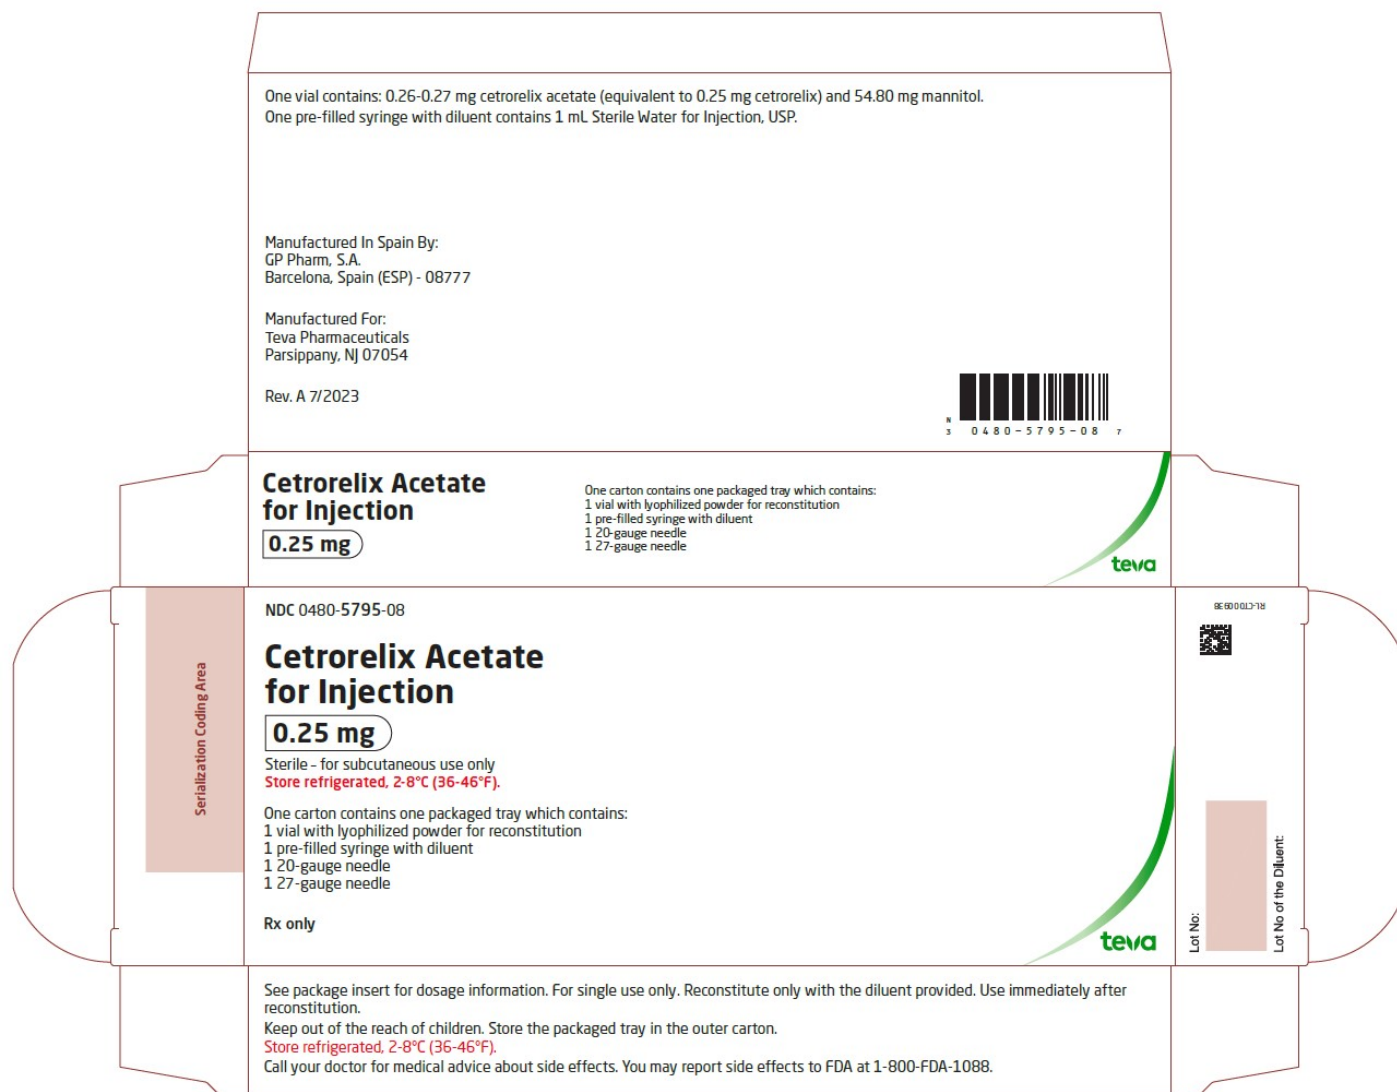 One vial contains: 0.26-0.27 mg cetrorelix acetate (equivalent to 0.25 mg cetrorelix) and 54.80 mg mannitol.
One pre-filled syringe with diluent contains 1 mL Sterile Water for Injection, USP.
Manufactured In Spain By:
GP Pharm, S.A.
Barcelona, Spain (ESP) - 08777
Manufactured For:
Teva Pharmaceuticals
Parsippany, NJ 07054
Rev. A 7/2023
N
3 0480-5795-08 7
Cetrorelix Acetate
for Injection
0.25 mg
One carton contains one packaged tray which contains:
1 vial with lyophilized powder for reconstitution
1 pre-filled syringe with diluent
1 20-gauge needle
1 27-gauge needle
teva
Serialization Coding Area
NDC 0480-5795-08
Cetrorelix Acetate
for Injection
0.25 mg
Sterile – for subcutaneous use only
Store refrigerated, 2-8°C (36-46°F).
One carton contains one packaged tray which contains:
1 vial with lyophilized powder for reconstitution
1 pre-filled syringe with diluent
1 20-gauge needle
1 27-gauge needle
Rx only
teva
RL-CT000938
Lot No:
Lot No of the Diluent:
See package insert for dosage information. For single use only. Reconstitute only with the diluent provided. Use immediately after
reconstitution.
Keep out of the reach of children. Store the packaged tray in the outer carton.
Store refrigerated, 2-8°C (36-46°F).
Call your doctor for medical advice about side effects. You may report side effects to FDA at 1-800-FDA-1088.